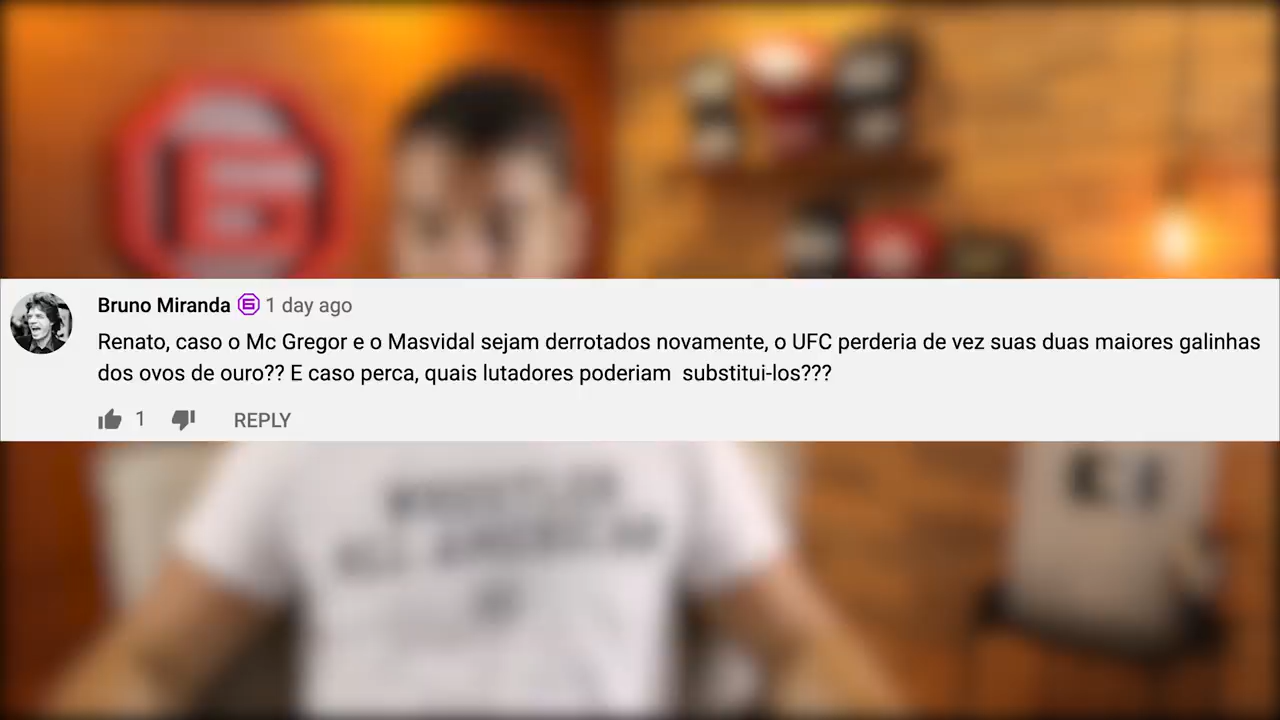 Bruno Miranda 1 day ago
Renato, caso o Mc Gregor e o Masvidal sejam derrotados novamente, o UFC perderia de vez suas duas maiores galinhas
dos ovos de ouro?? E caso perca, quais lutadores poderiam  substitui-los???
1 REPLY